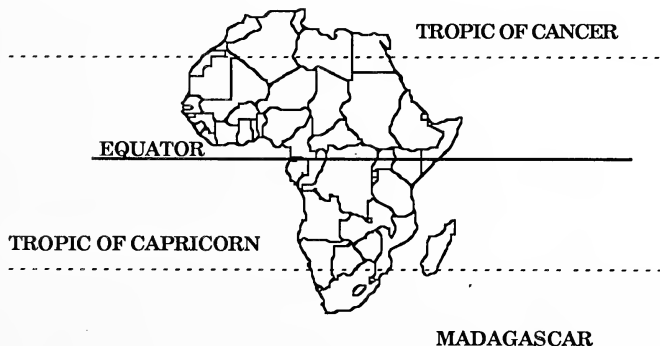 TROPIC OF CANCER
EQUATOR
TROPIC OF CAPRICORN
MADAGASCAR